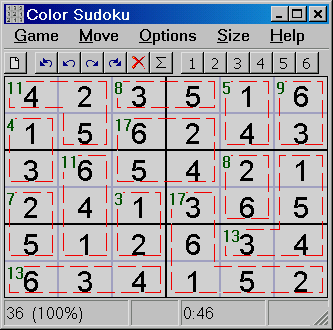 Color Sudoku
Game Move Options Size Help
Σ 1 2 3 4 5 6
11 4 2 8 3 5 5 1 9 6
4 1 5 17 6 2 4 3
3 11 6 5 4 8 2 1
7 2 4 3 1 17 3 6 5
5 1 2 6 13 3 4
13 6 3 4 1 5 2
36 (100%) 0:46